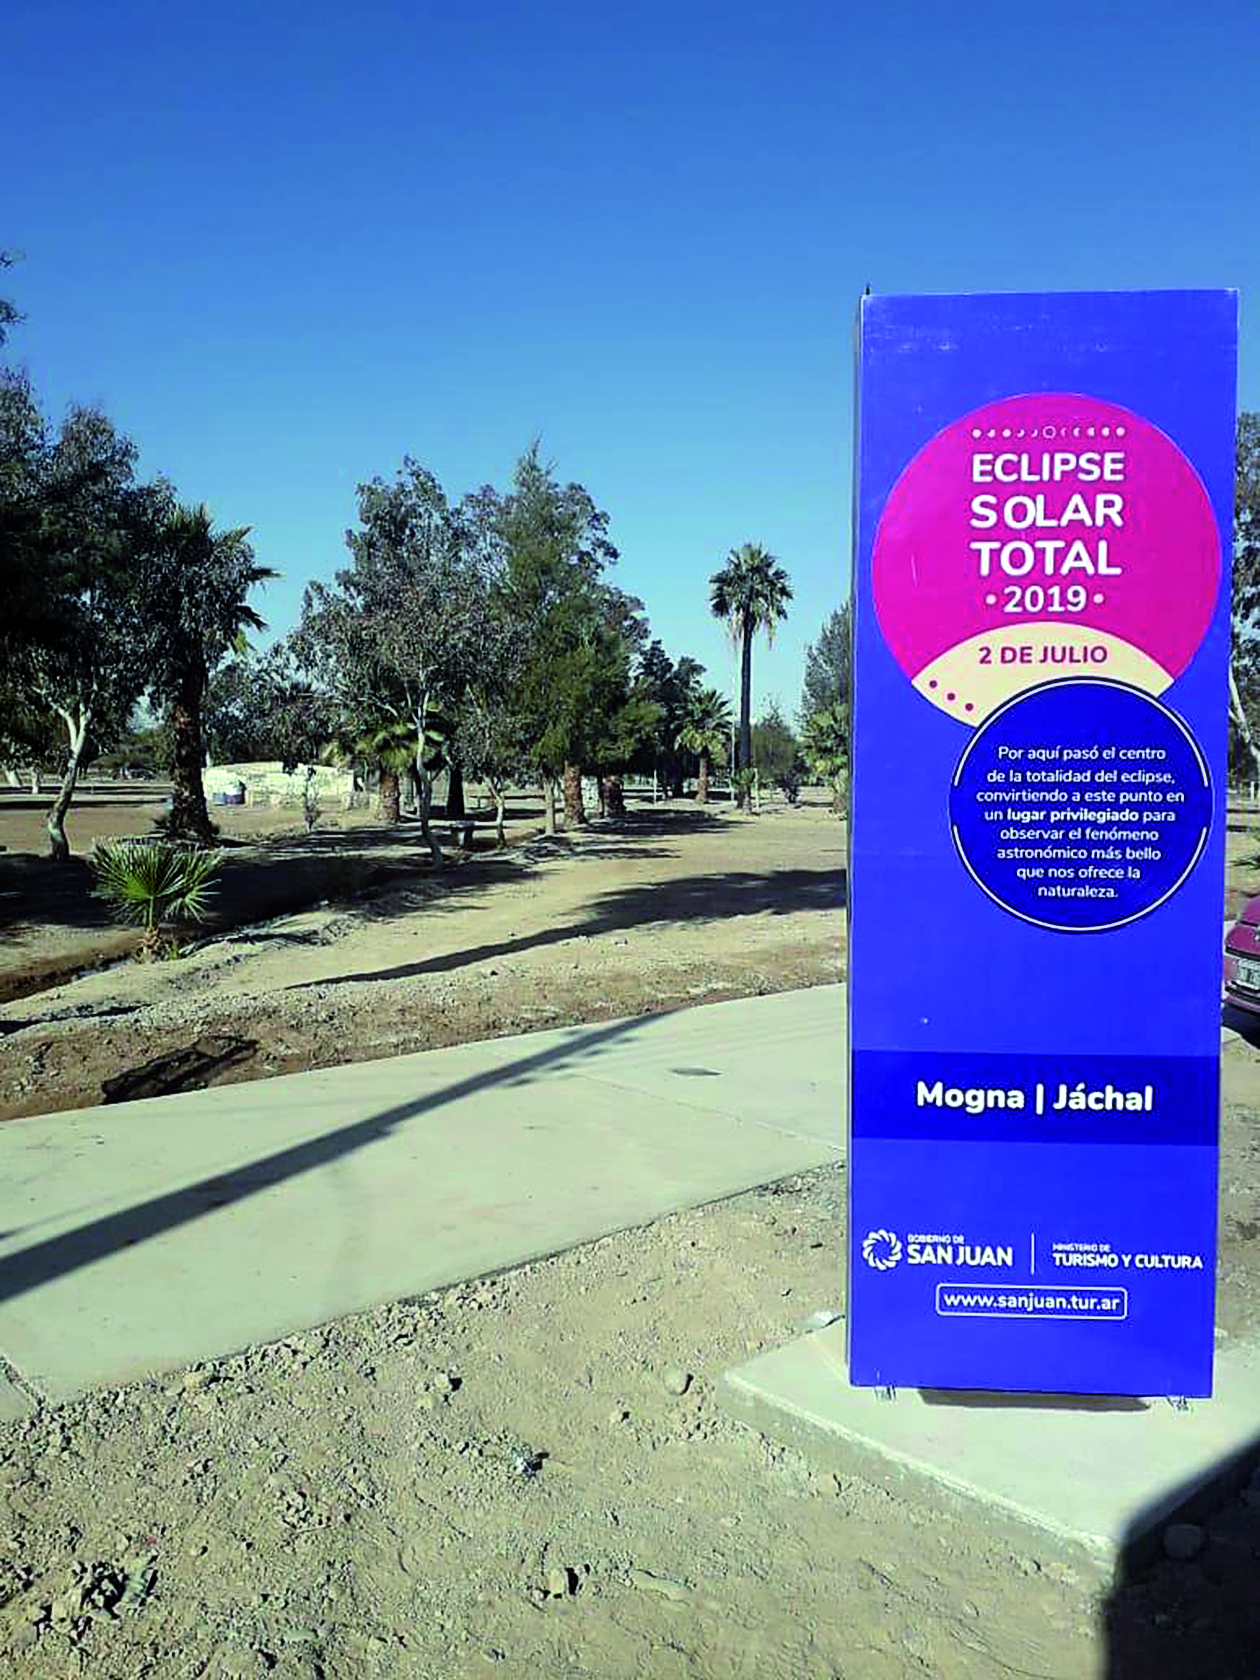 ECLIPSE
SOLAR
TOTAL
• 2019 •
2 DE JULIO
Por aquí pasó el centro
de la totalidad del eclipse,
convirtiendo a este punto en
un lugar privilegiado para
observar el fenómeno
astronómico más bello
que nos ofrece la
naturaleza.
Mogna | Jáchal
GOBIERNO DE
SAN JUAN
MINISTERIO DE
TURISMO Y CULTURA
www.sanjuan.tur.ar